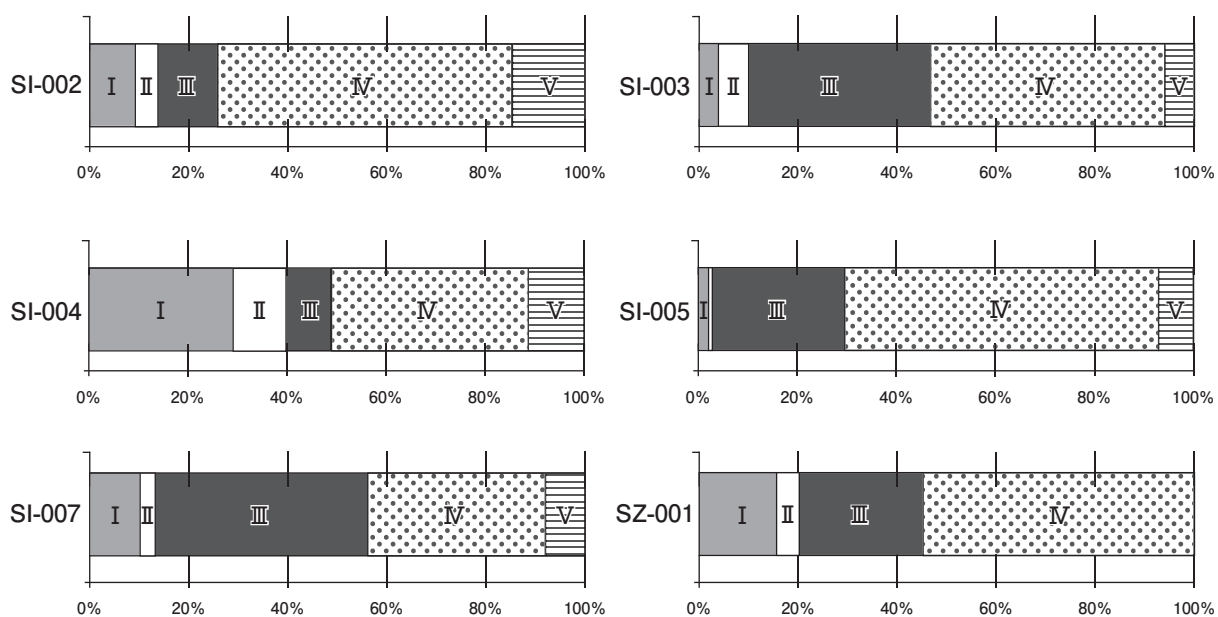 SI-002 Ⅰ Ⅱ Ⅲ Ⅳ Ⅴ
0% 20% 40% 60% 80% 100%
SI-003 Ⅰ Ⅱ Ⅲ Ⅳ Ⅴ
0% 20% 40% 60% 80% 100%
SI-004 Ⅰ Ⅱ Ⅲ Ⅳ Ⅴ
0% 20% 40% 60% 80% 100%
SI-005 Ⅰ Ⅲ Ⅳ Ⅴ
0% 20% 40% 60% 80% 100%
SI-007 Ⅰ Ⅱ Ⅲ Ⅳ Ⅴ
0% 20% 40% 60% 80% 100%
SZ-001 Ⅰ Ⅱ Ⅲ Ⅳ
0% 20% 40% 60% 80% 100%